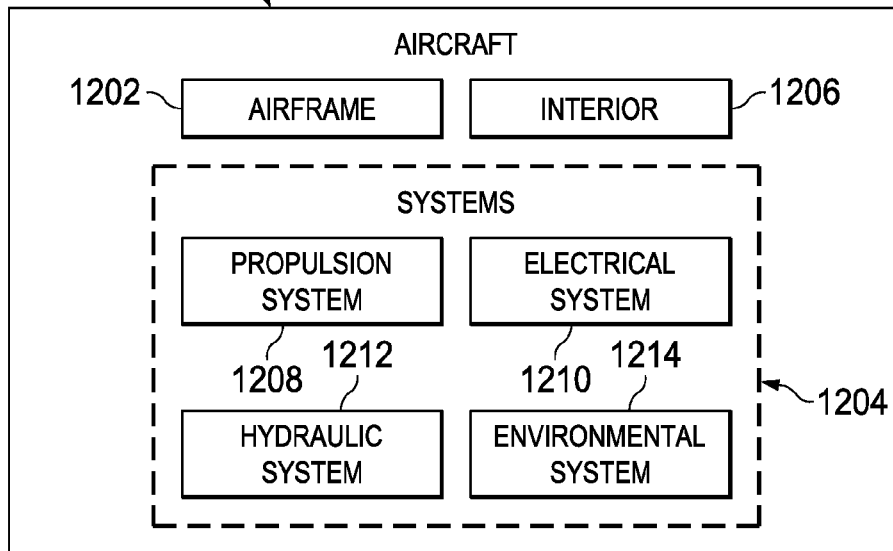 AIRCRAFT
1202 AIRFRAME INTERIOR 1206
SYSTEMS
PROPULSION SYSTEM
ELECTRICAL SYSTEM
1208 1212 1210 1214
1204
HYDRAULIC SYSTEM
ENVIRONMENTAL SYSTEM